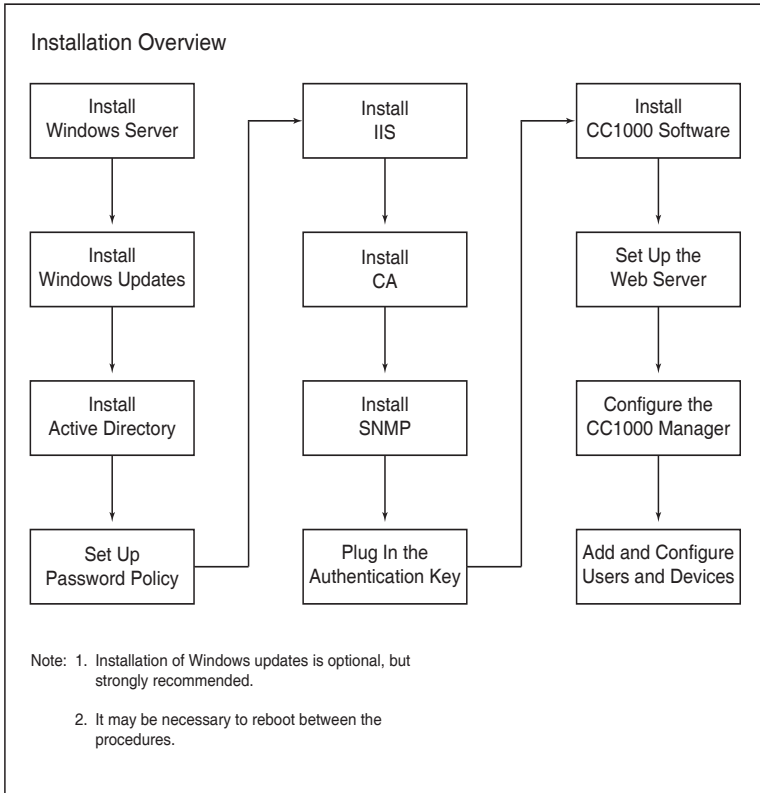 Installation Overview
Install
Windows Server
Install
Windows Updates
Install
Active Directory
Set Up
Password Policy
Install
IIS
Install
CA
Install
SNMP
Plug In the
Authentication Key
Install
CC1000 Software
Set Up the
Web Server
Configure the
CC1000 Manager
Add and Configure
Users and Devices
Note: 1. Installation of Windows updates is optional, but
strongly recommended.
2. It may be necessary to reboot between the
procedures.